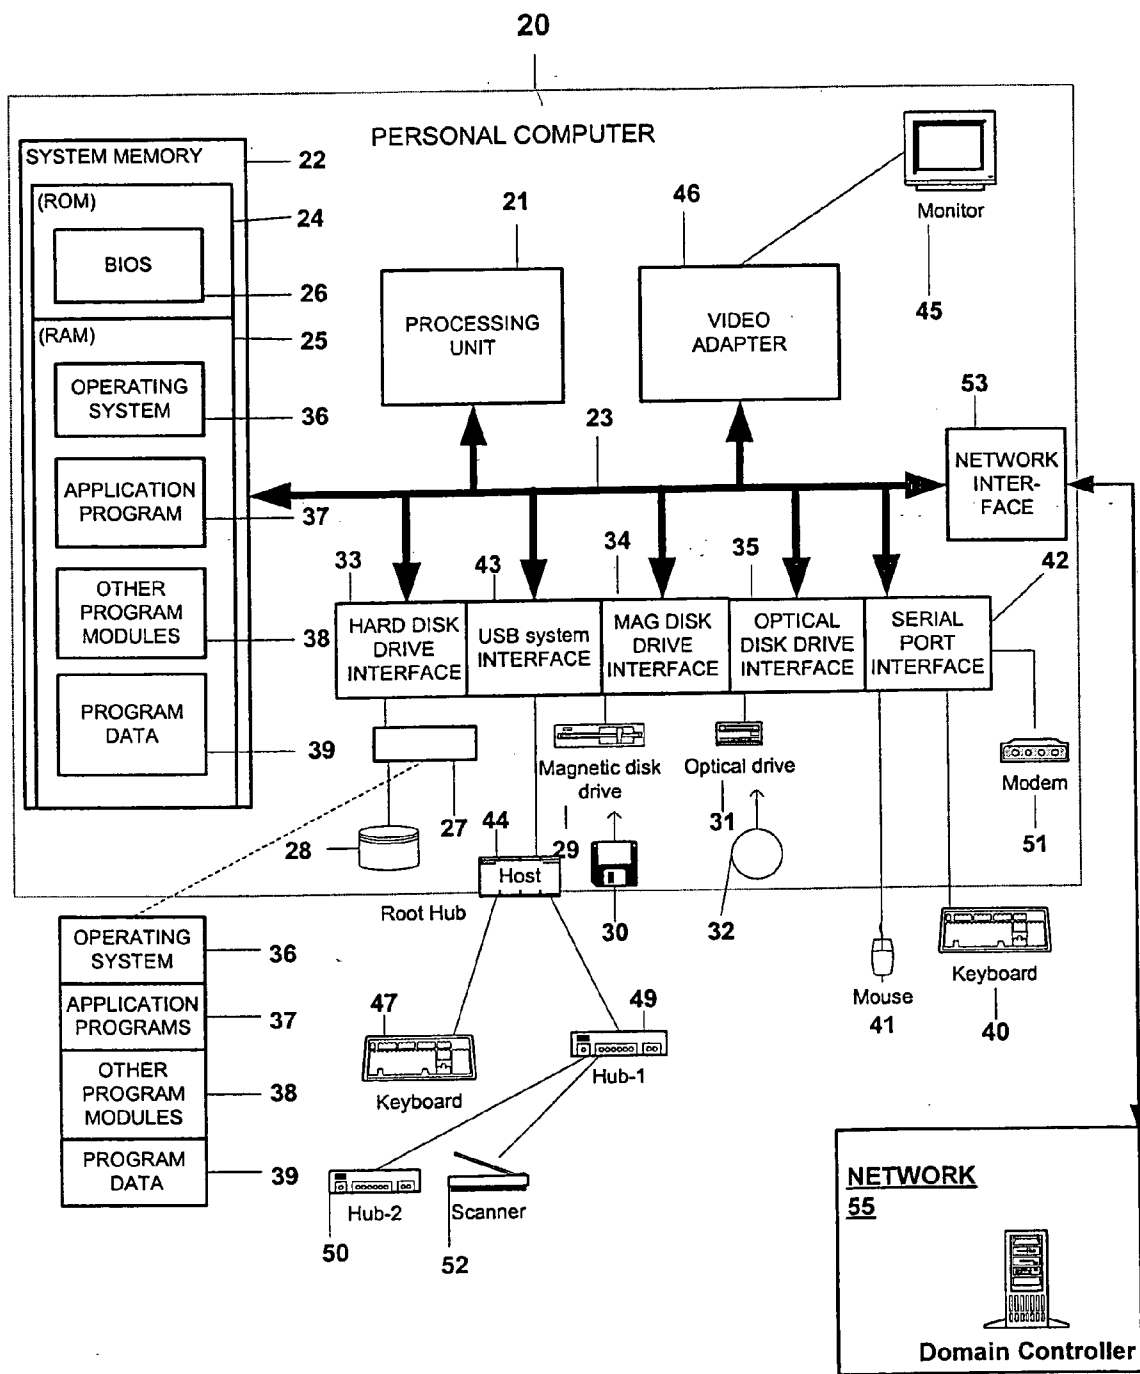 20
PERSONAL COMPUTER
SYSTEM MEMORY
22
(ROM)
24
BIOS
26
(RAM)
25
OPERATING
SYSTEM
36
APPLICATION
PROGRAM
37
OTHER
PROGRAM
MODULES
38
PROGRAM
DATA
39
21
PROCESSING
UNIT
46
VIDEO
ADAPTER
Monitor
45
23
53
NETWORK
INTER-
FACE
33
HARD DISK
DRIVE
INTERFACE
43
USB system
INTERFACE
34
MAG DISK
DRIVE
INTERFACE
35
OPTICAL
DISK DRIVE
INTERFACE
42
SERIAL
PORT
INTERFACE
27
28
Magnetic disk
drive
29
30
Optical drive
31
32
Modem
51
44
Host
Root Hub
Mouse
41
Keyboard
40
OPERATING
SYSTEM
36
APPLICATION
PROGRAMS
37
OTHER
PROGRAM
MODULES
38
PROGRAM
DATA
39
47
Keyboard
49
Hub-1
Hub-2
50
Scanner
52
NETWORK
55
Domain Controller